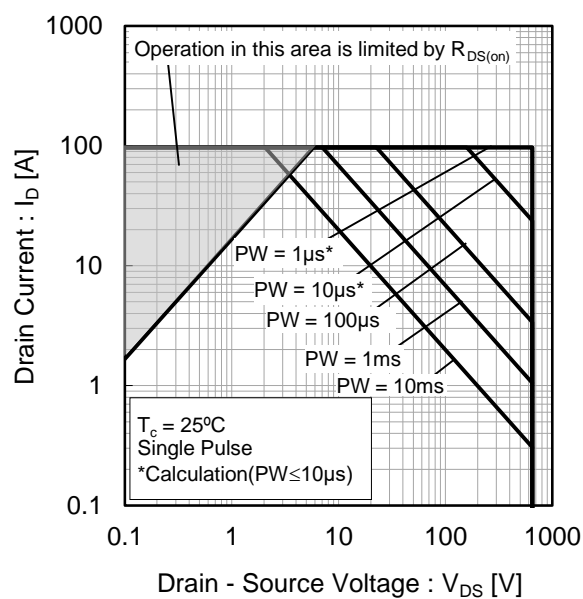 1000
Operation in this area is limited by RDS(on)
100
10
1
0.1
Drain Current : ID [A]
PW = 1μs*
PW = 10μs*
PW = 100μs
PW = 1ms
PW = 10ms
Tc = 25ºC
Single Pulse
*Calculation(PW≤10μs)
0.1 1 10 100 1000
Drain - Source Voltage : VDS [V]